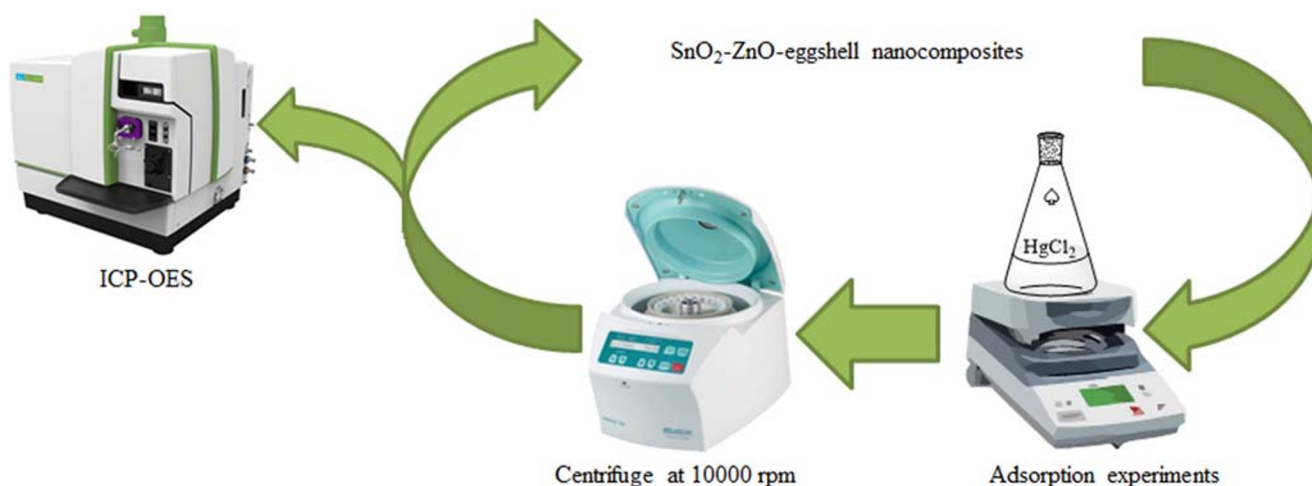 SnO₂-ZnO-eggshell nanocomposites
HgCl₂
ICP-OES
Centrifuge at 10000 rpm
Adsorption experiments